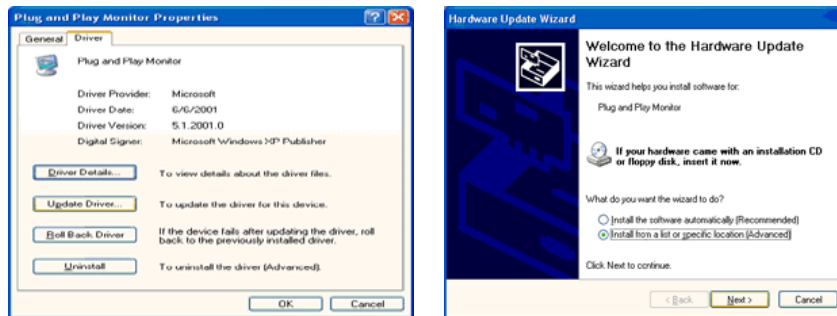 Plug and Play Monitor Properties
General Driver
Plug and Play Monitor
Driver Provider: Microsoft
Driver Date: 6/6/2001
Driver Version: 5.1.2001.0
Digital Signer: Microsoft Windows XP Publisher
Driver Details... To view details about the driver files.
Update Driver... To update the driver for this device.
Roll Back Driver If the device fails after updating the driver, roll
back to the previously installed driver.
Uninstall To uninstall the driver (Advanced).
OK Cancel
Hardware Update Wizard
Welcome to the Hardware Update
Wizard
This wizard helps you install software for:
Plug and Play Monitor
If your hardware came with an installation CD
or floppy disk, insert it now.
What do you want the wizard to do?
Install the software automatically (Recommended)
Install from a list or specific location (Advanced)
Click Next to continue.
< Back Next > Cancel